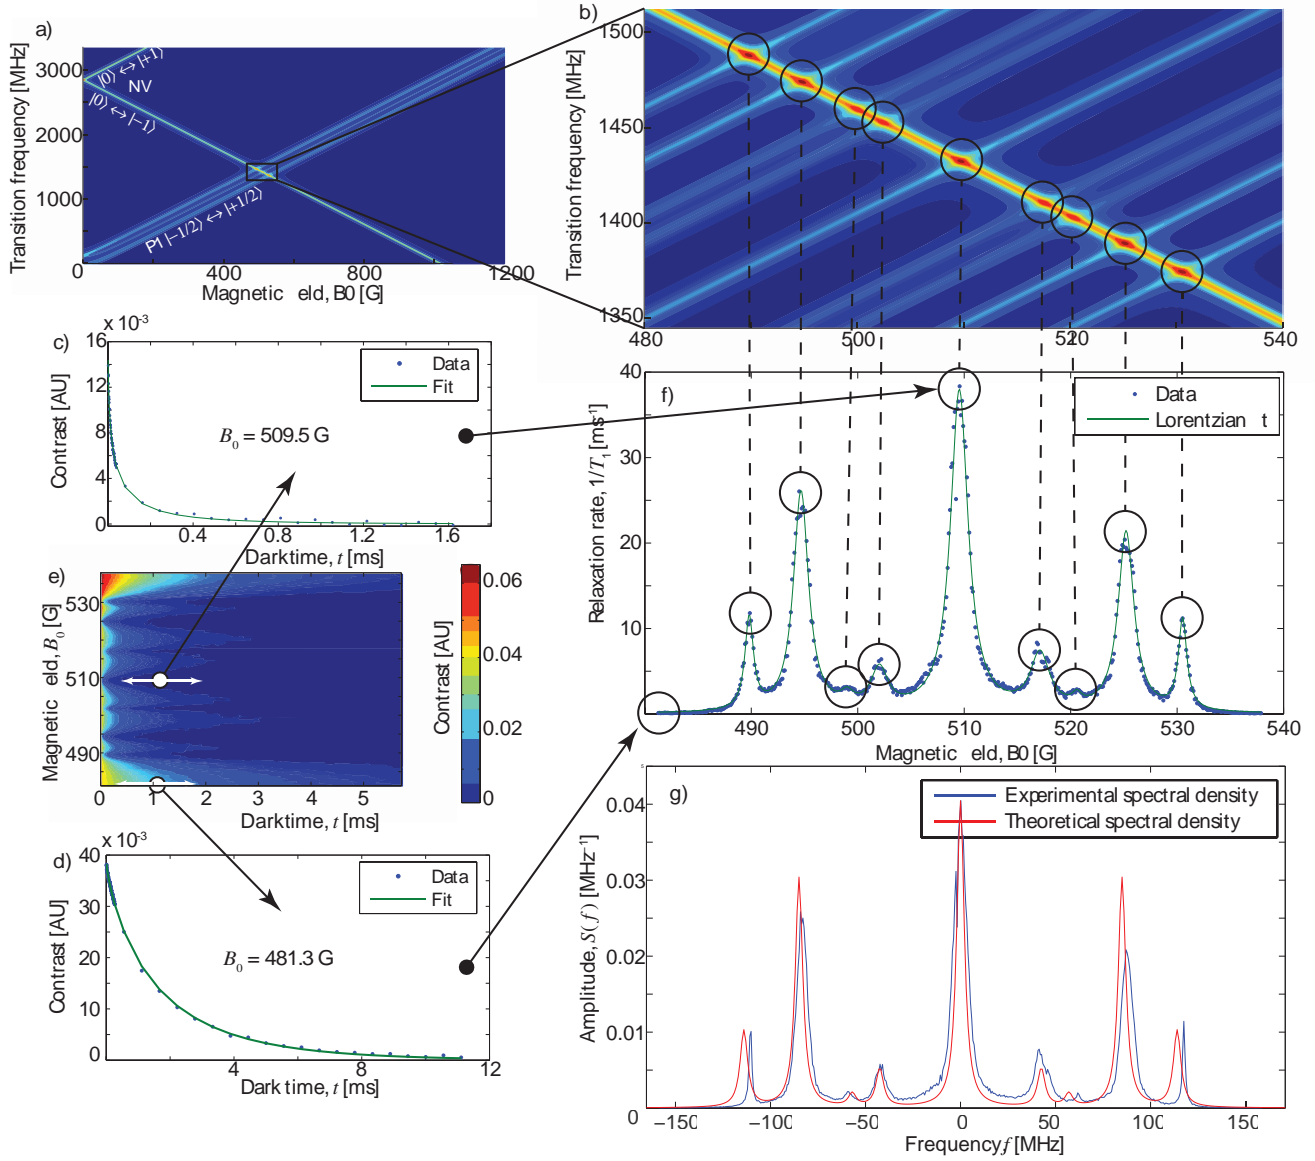 a)
Transition frequency [MHz]
3000
2000
1000
0
|0⟩ ↔ |+1⟩
NV
|0⟩ ↔ |−1⟩
P1 |−1/2⟩ ↔ |+1/2⟩
0
400
800
1200
Magnetic eld, B0 [G]
b)
Transition frequency [MHz]
1500
1450
1400
1350
480
500
520
540
c)
x 10⁻³
Contrast [AU]
16
12
8
4
0
Data
Fit
B₀ = 509.5 G
0.4
0.8
1.2
1.6
Darktime, t [ms]
e)
Magnetic eld, B₀ [G]
530
510
490
0
1
2
3
4
5
Darktime, t [ms]
Contrast [AU]
0.06
0.04
0.02
0
d)
x 10⁻³
Contrast [AU]
40
30
20
10
0
Data
Fit
B₀ = 481.3 G
0
4
8
12
Dark time, t [ms]
f)
Relaxation rate, 1/T₁ [ms⁻¹]
40
30
20
10
Data
Lorentzian t
490
500
510
520
530
540
Magnetic eld, B0 [G]
g)
Amplitude, S(f) [MHz⁻¹]
0.04
0.03
0.02
0.01
0
Experimental spectral density
Theoretical spectral density
−150
−100
−50
0
50
100
150
Frequency f [MHz]